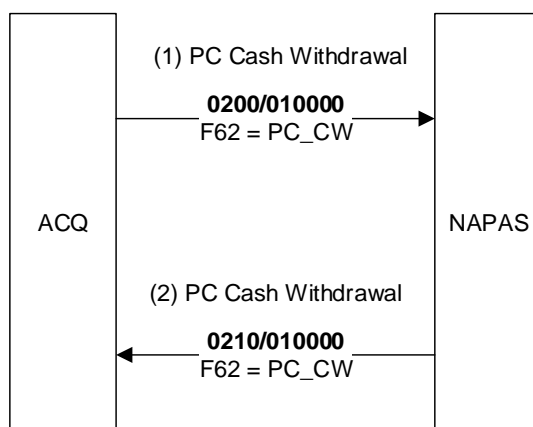 (1) PC Cash Withdrawal
0200/010000
F62 = PC_CW
ACQ
NAPAS
(2) PC Cash Withdrawal
0210/010000
F62 = PC_CW